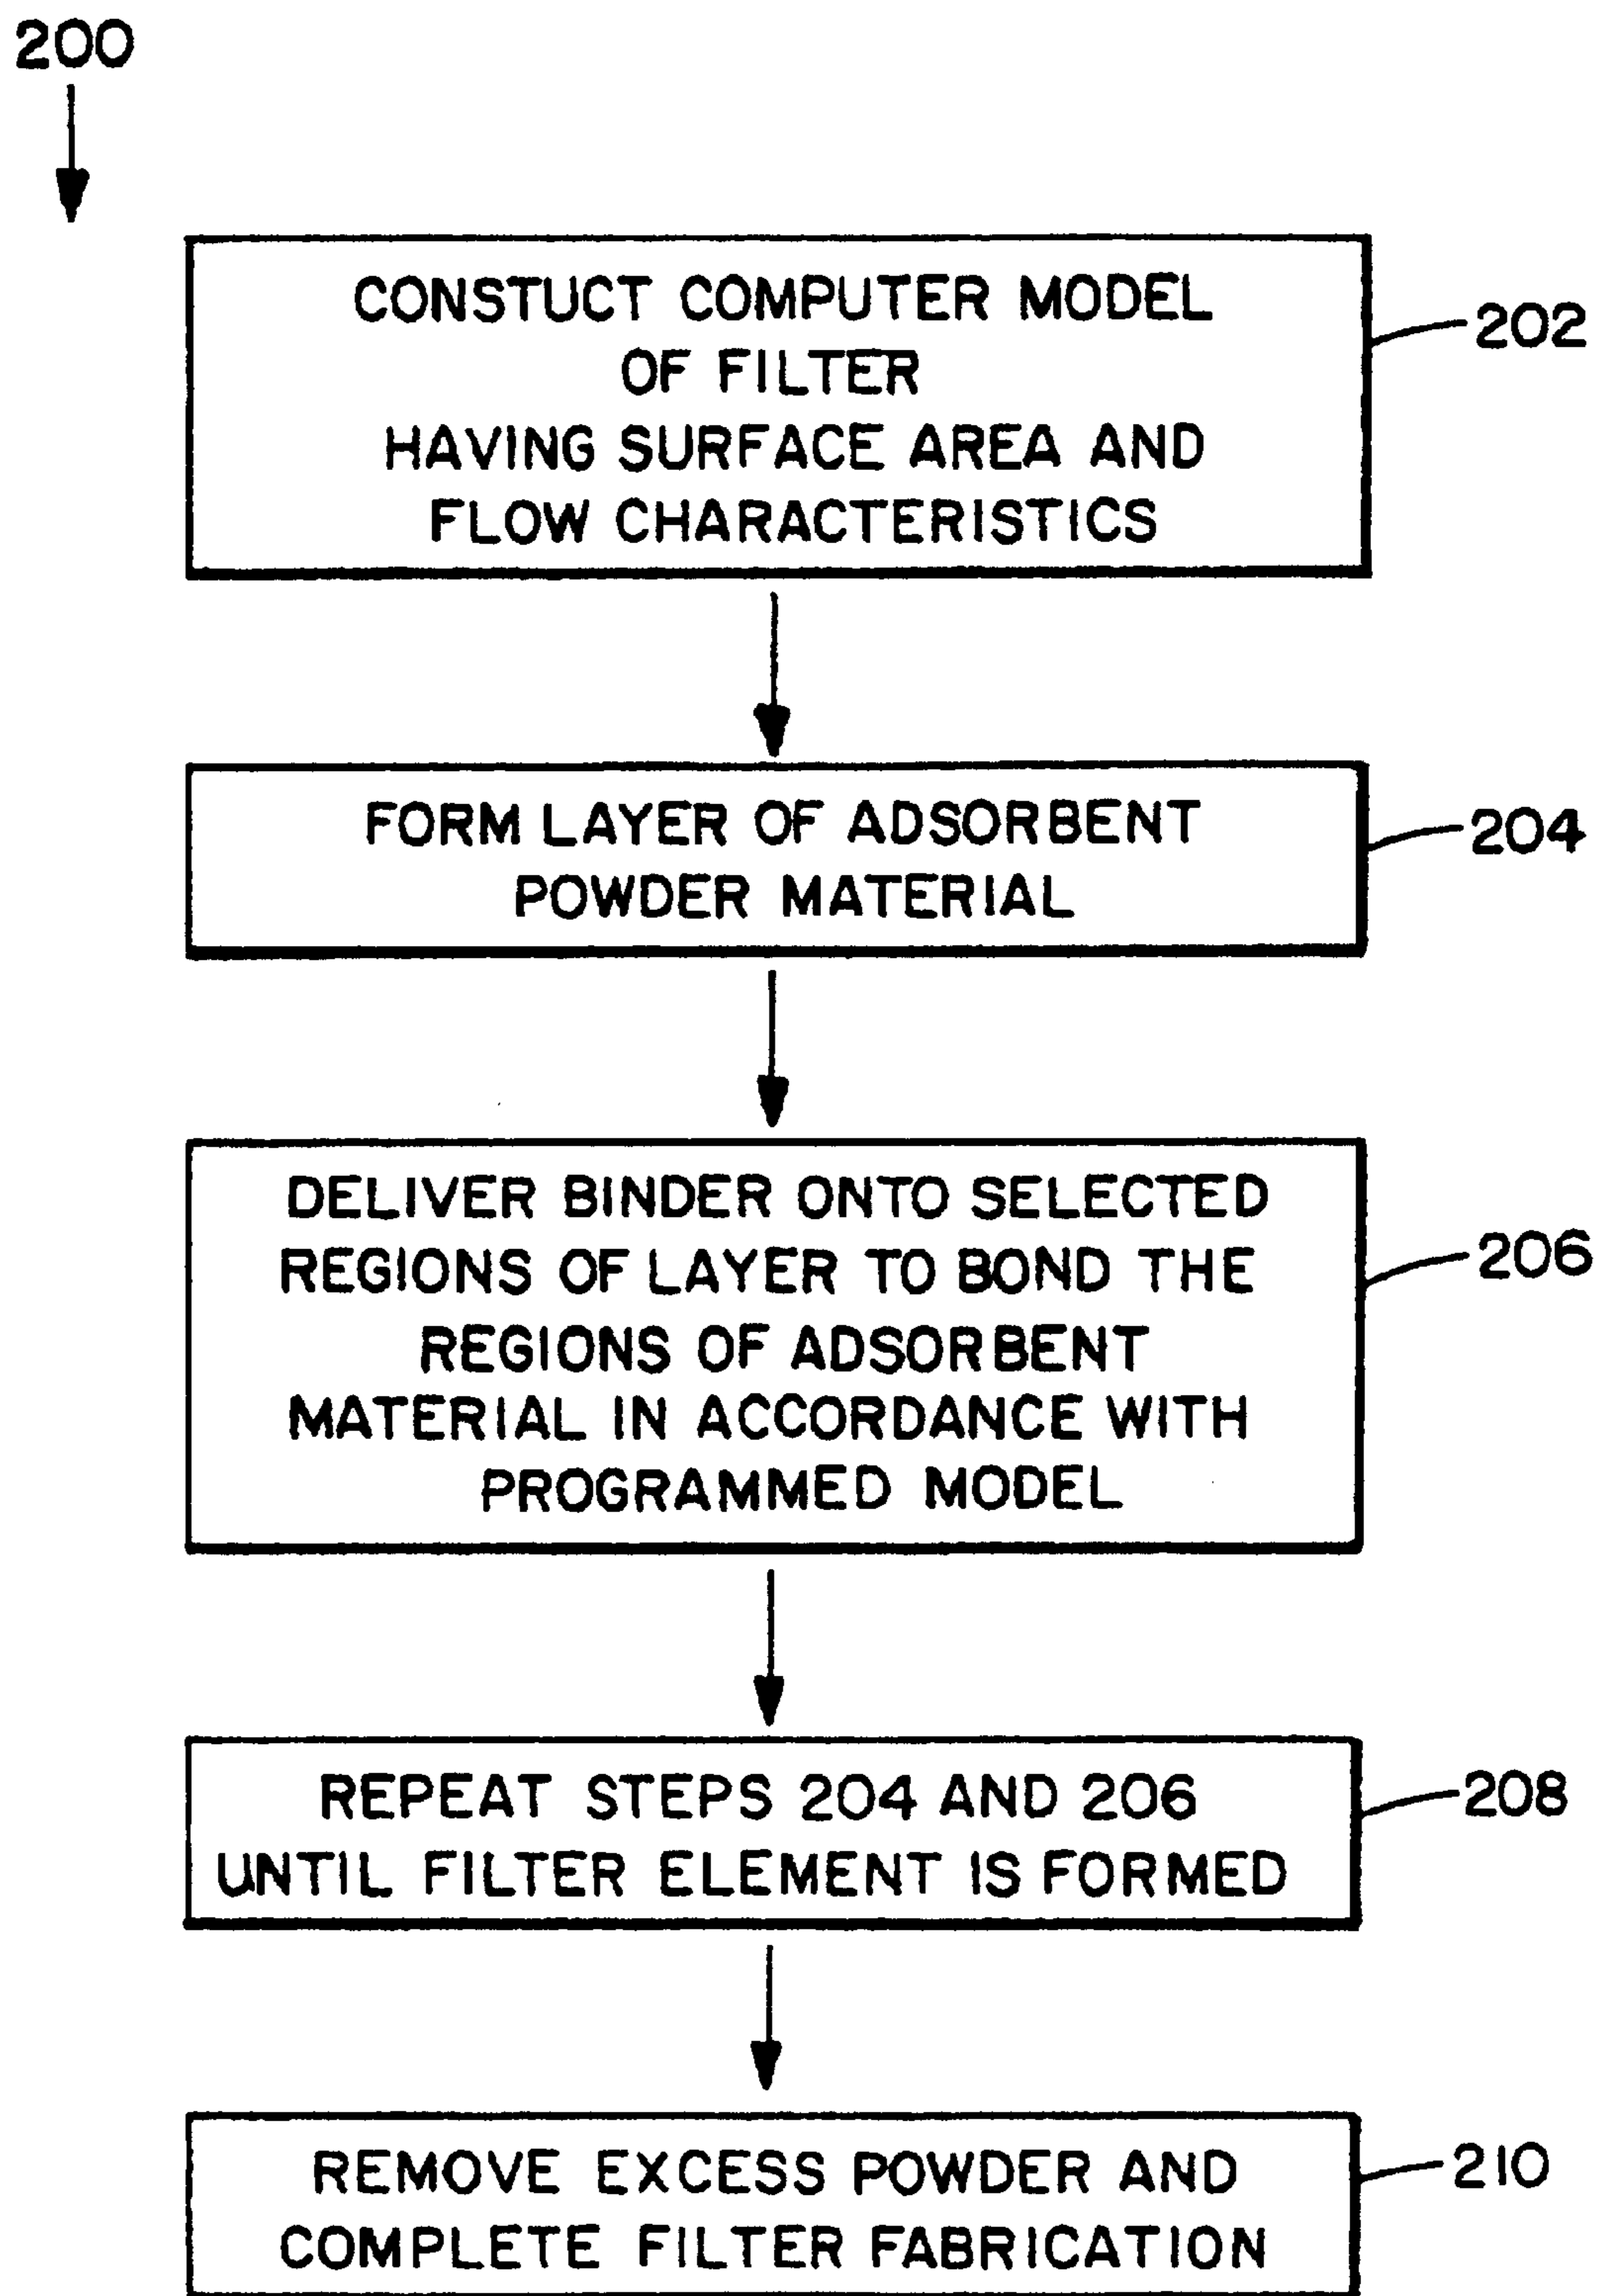 200
CONSTUCT COMPUTER MODEL
OF FILTER
HAVING SURFACE AREA AND
FLOW CHARACTERISTICS
202
FORM LAYER OF ADSORBENT
POWDER MATERIAL
204
DELIVER BINDER ONTO SELECTED
REGIONS OF LAYER TO BOND THE
REGIONS OF ADSORBENT
MATERIAL IN ACCORDANCE WITH
PROGRAMMED MODEL
206
REPEAT STEPS 204 AND 206
UNTIL FILTER ELEMENT IS FORMED
208
REMOVE EXCESS POWDER AND
COMPLETE FILTER FABRICATION
210